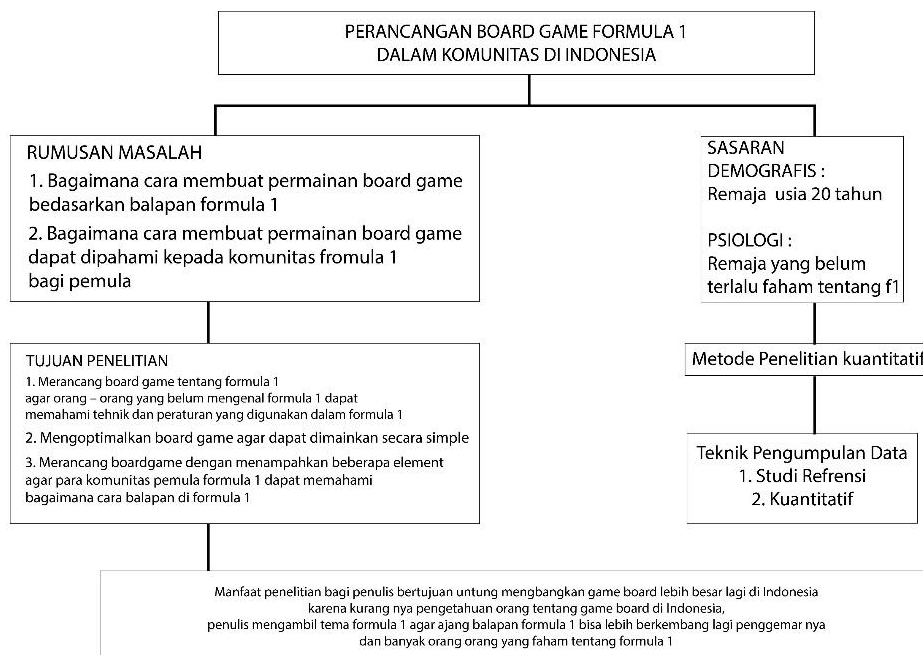 PERANCANGAN BOARD GAME FORMULA 1
DALAM KOMUNITAS DI INDONESIA
RUMUSAN MASALAH
1. Bagaimana cara membuat permainan board game
bedasarkan balapan formula 1
2. Bagaimana cara membuat permainan board game
dapat dipahami kepada komunitas fromula 1
bagi pemula
SASARAN
DEMOGRAFIS :
Remaja usia 20 tahun
PSIOLOGI :
Remaja yang belum
terlalu faham tentang f1
TUJUAN PENELITIAN
1. Merancang board game tentang formula 1
agar orang – orang yang belum mengenal formula 1 dapat
memahami tehnik dan peraturan yang digunakan dalam formula 1
2. Mengoptimalkan board game agar dapat dimainkan secara simple
3. Merancang boardgame dengan menampahkan beberapa element
agar para komunitas pemula formula 1 dapat memahami
bagaimana cara balapan di formula 1
Metode Penelitian kuantitatif
Teknik Pengumpulan Data
1. Studi Refrensi
2. Kuantitatif
Manfaat penelitian bagi penulis bertujuan untung mengbangkan game board lebih besar lagi di Indonesia
karena kurang nya pengetahuan orang tentang game board di Indonesia,
penulis mengambil tema formula 1 agar ajang balapan formula 1 bisa lebih berkembang lagi penggemar nya
dan banyak orang orang yang faham tentang formula 1